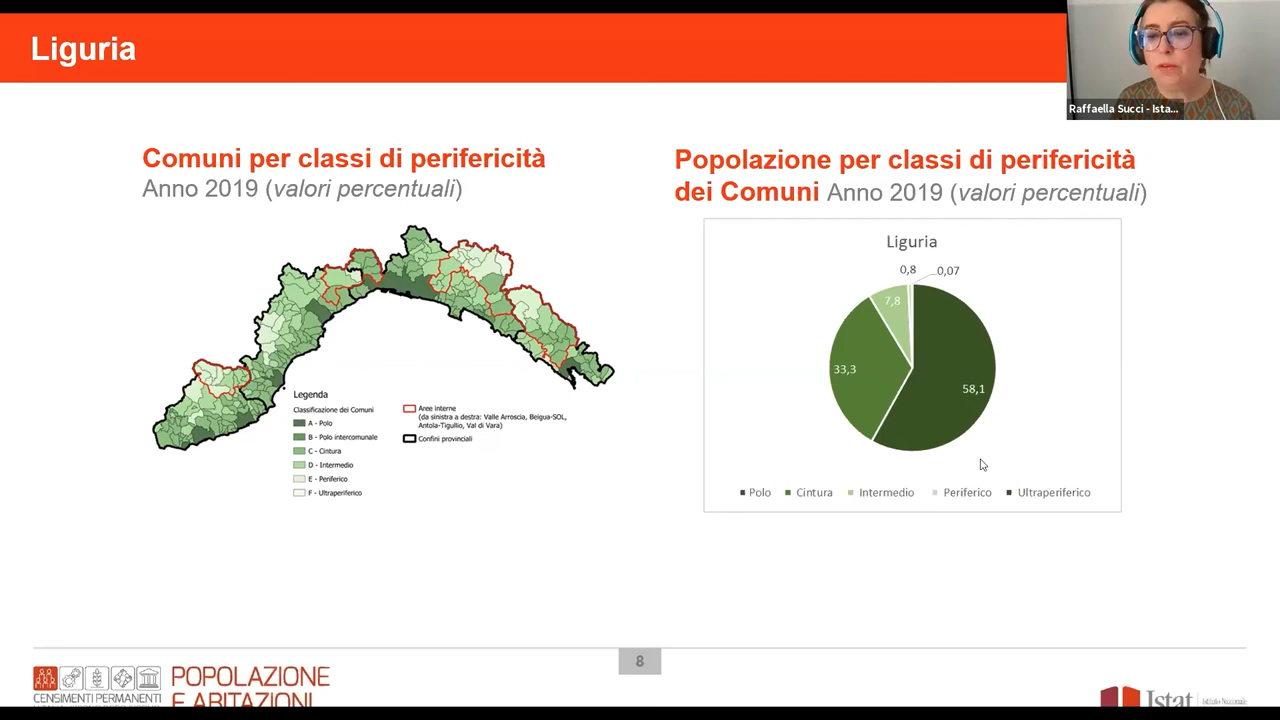 Liguria
Raffaella Succi - Ista...
Comuni per classi di perifericità
Anno 2019 (valori percentuali)
Popolazione per classi di perifericità
dei Comuni Anno 2019 (valori percentuali)
Legenda
Classificazione dei Comuni
A - Polo
B - Polo intercomunale
C - Cintura
D - Intermedio
E - Periferico
F - Ultraperiferico
Aree interne
(da sinistra a destra: Valle Arroscia, Beigua-SOL,
Antola-Tigullio, Val di Vara)
Confini provinciali
Liguria
0,8
0,07
7,8
33,3
58,1
Polo Cintura Intermedio Periferico Ultraperiferico
8
CENSIMENTI PERMANENTI
POPOLAZIONE
E ABITAZIONI
Istat